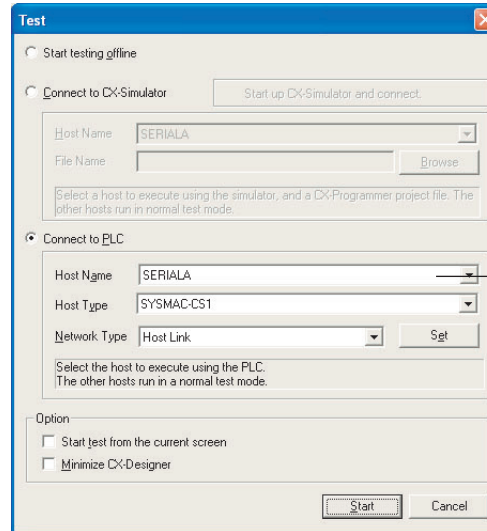 Test
Start testing offline
Connect to CX-Simulator
Start up CX-Simulator and connect.
Host Name SERIALA
File Name Browse
Select a host to execute using the simulator, and a CX-Programmer project file. The
other hosts run in normal test mode.
Connect to PLC
Host Name SERIALA
Host Type SYSMAC-CS1
Network Type Host Link Set
Select the host to execute using the PLC.
The other hosts run in a normal test mode.
Option
Start test from the current screen
Minimize CX-Designer
Start Cancel